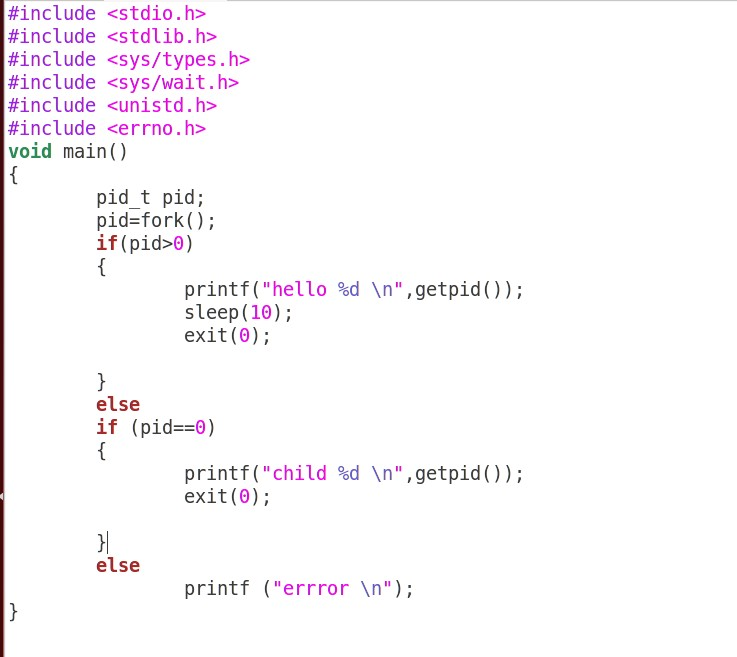 #include <stdio.h>
#include <stdlib.h>
#include <sys/types.h>
#include <sys/wait.h>
#include <unistd.h>
#include <errno.h>
void main()
{
        pid_t pid;
        pid=fork();
        if(pid>0)
        {
                printf("hello %d \n",getpid());
                sleep(10);
                exit(0);

        }
        else
        if (pid==0)
        {
                printf("child %d \n",getpid());
                exit(0);

        }
        else
                printf ("errror \n");
}